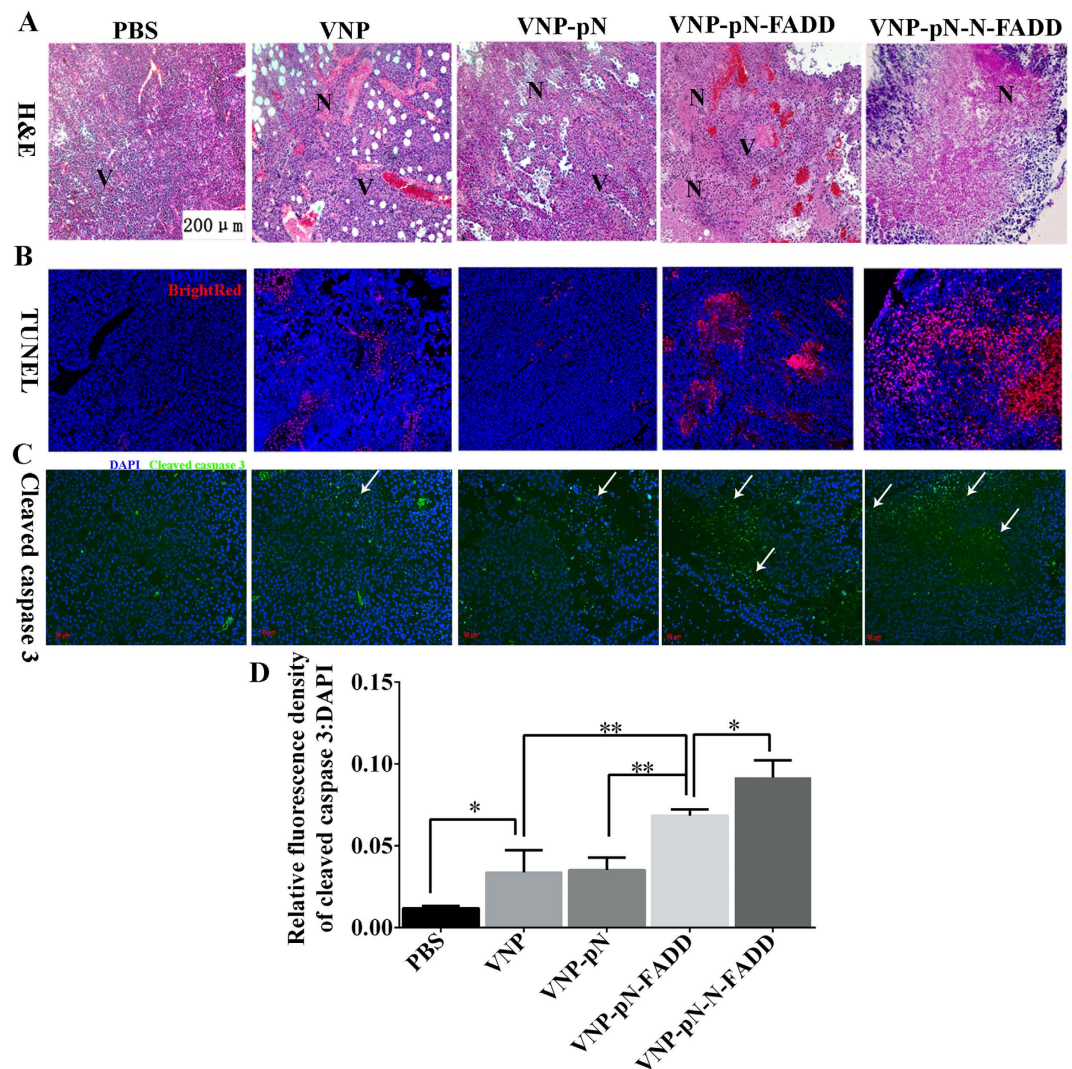 A
PBS
VNP
VNP-pN
VNP-pN-FADD
VNP-pN-N-FADD
H&E
V
200 μm
N
V
N
V
N
V
N
N
B
TUNEL
BrightRed
C
DAPI Cleaved caspase 3
Cleaved caspase 3
D
Relative fluorescence density
of cleaved caspase 3:DAPI
0.15
0.10
0.05
0.00
*
**
**
*
PBS
VNP
VNP-pN
VNP-pN-FADD
VNP-pN-N-FADD